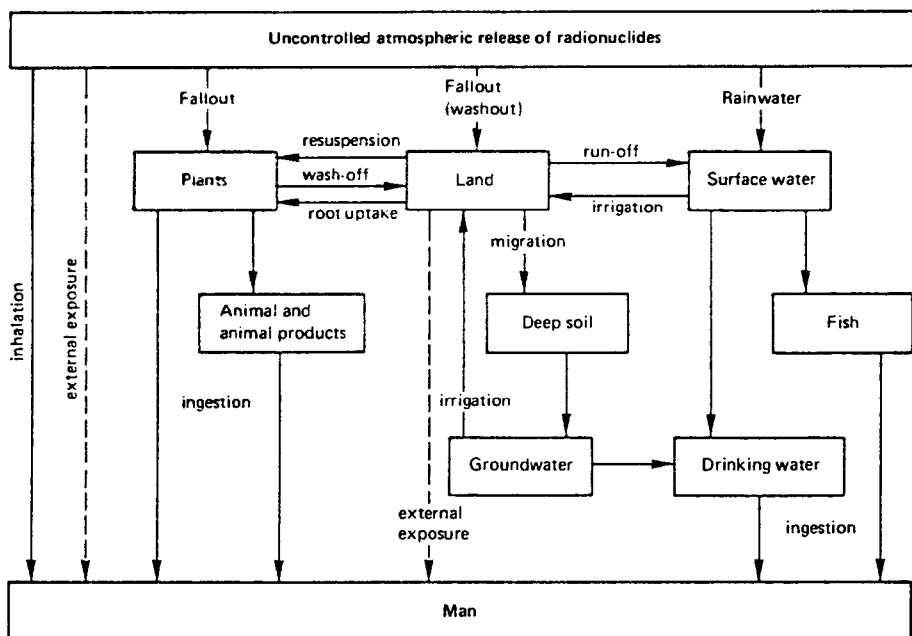 Uncontrolled atmospheric release of radionuclides
Fallout
Fallout
(washout)
Rainwater
resuspension
run-off
Plants
wash-off
Land
Surface water
root uptake
irrigation
migration
inhalation
external exposure
Animal and
animal products
Deep soil
Fish
ingestion
irrigation
Groundwater
Drinking water
external
exposure
ingestion
Man